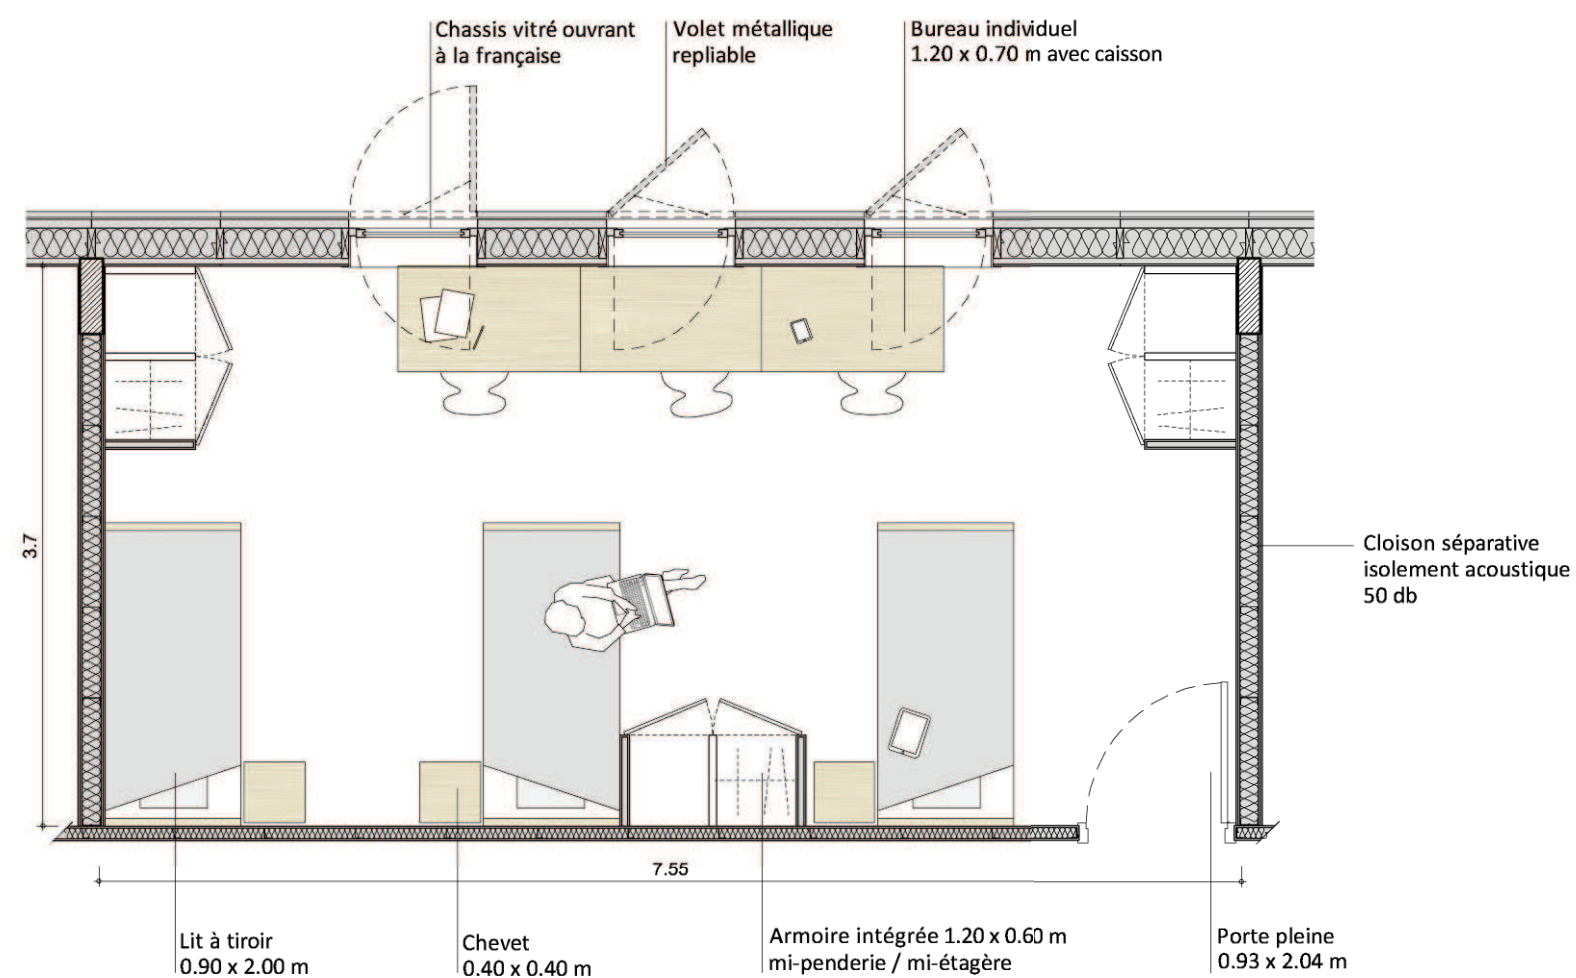 Chassis vitré ouvrant
à la française
Volet métallique
repliable
Bureau individuel
1.20 x 0.70 m avec caisson
3.7
Cloison séparative
isolement acoustique
50 db
7.55
Lit à tiroir
0.90 x 2.00 m
Chevet
0.40 x 0.40 m
Armoire intégrée 1.20 x 0.60 m
mi-penderie / mi-étagère
Porte pleine
0.93 x 2.04 m